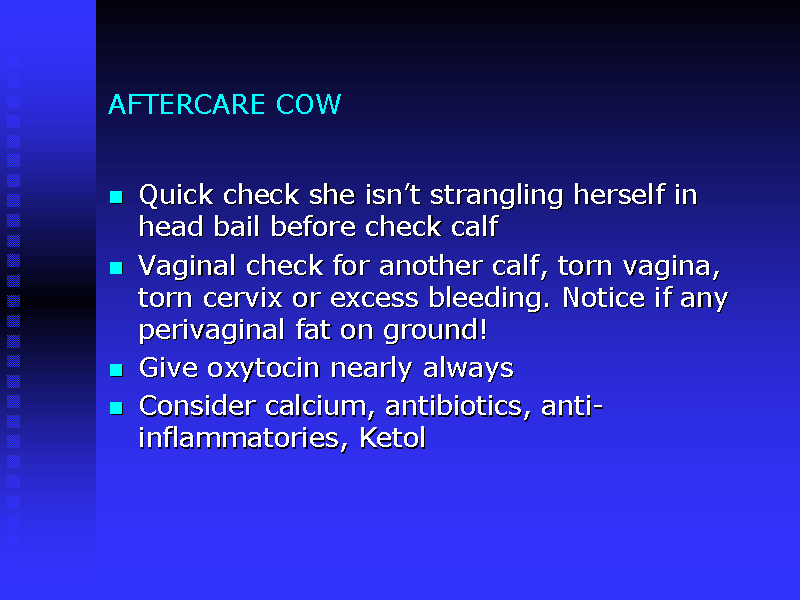 AFTERCARE COW
Quick check she isn’t strangling herself in
head bail before check calf
Vaginal check for another calf, torn vagina,
torn cervix or excess bleeding. Notice if any
perivaginal fat on ground!
Give oxytocin nearly always
Consider calcium, antibiotics, anti-
inflammatories, Ketol